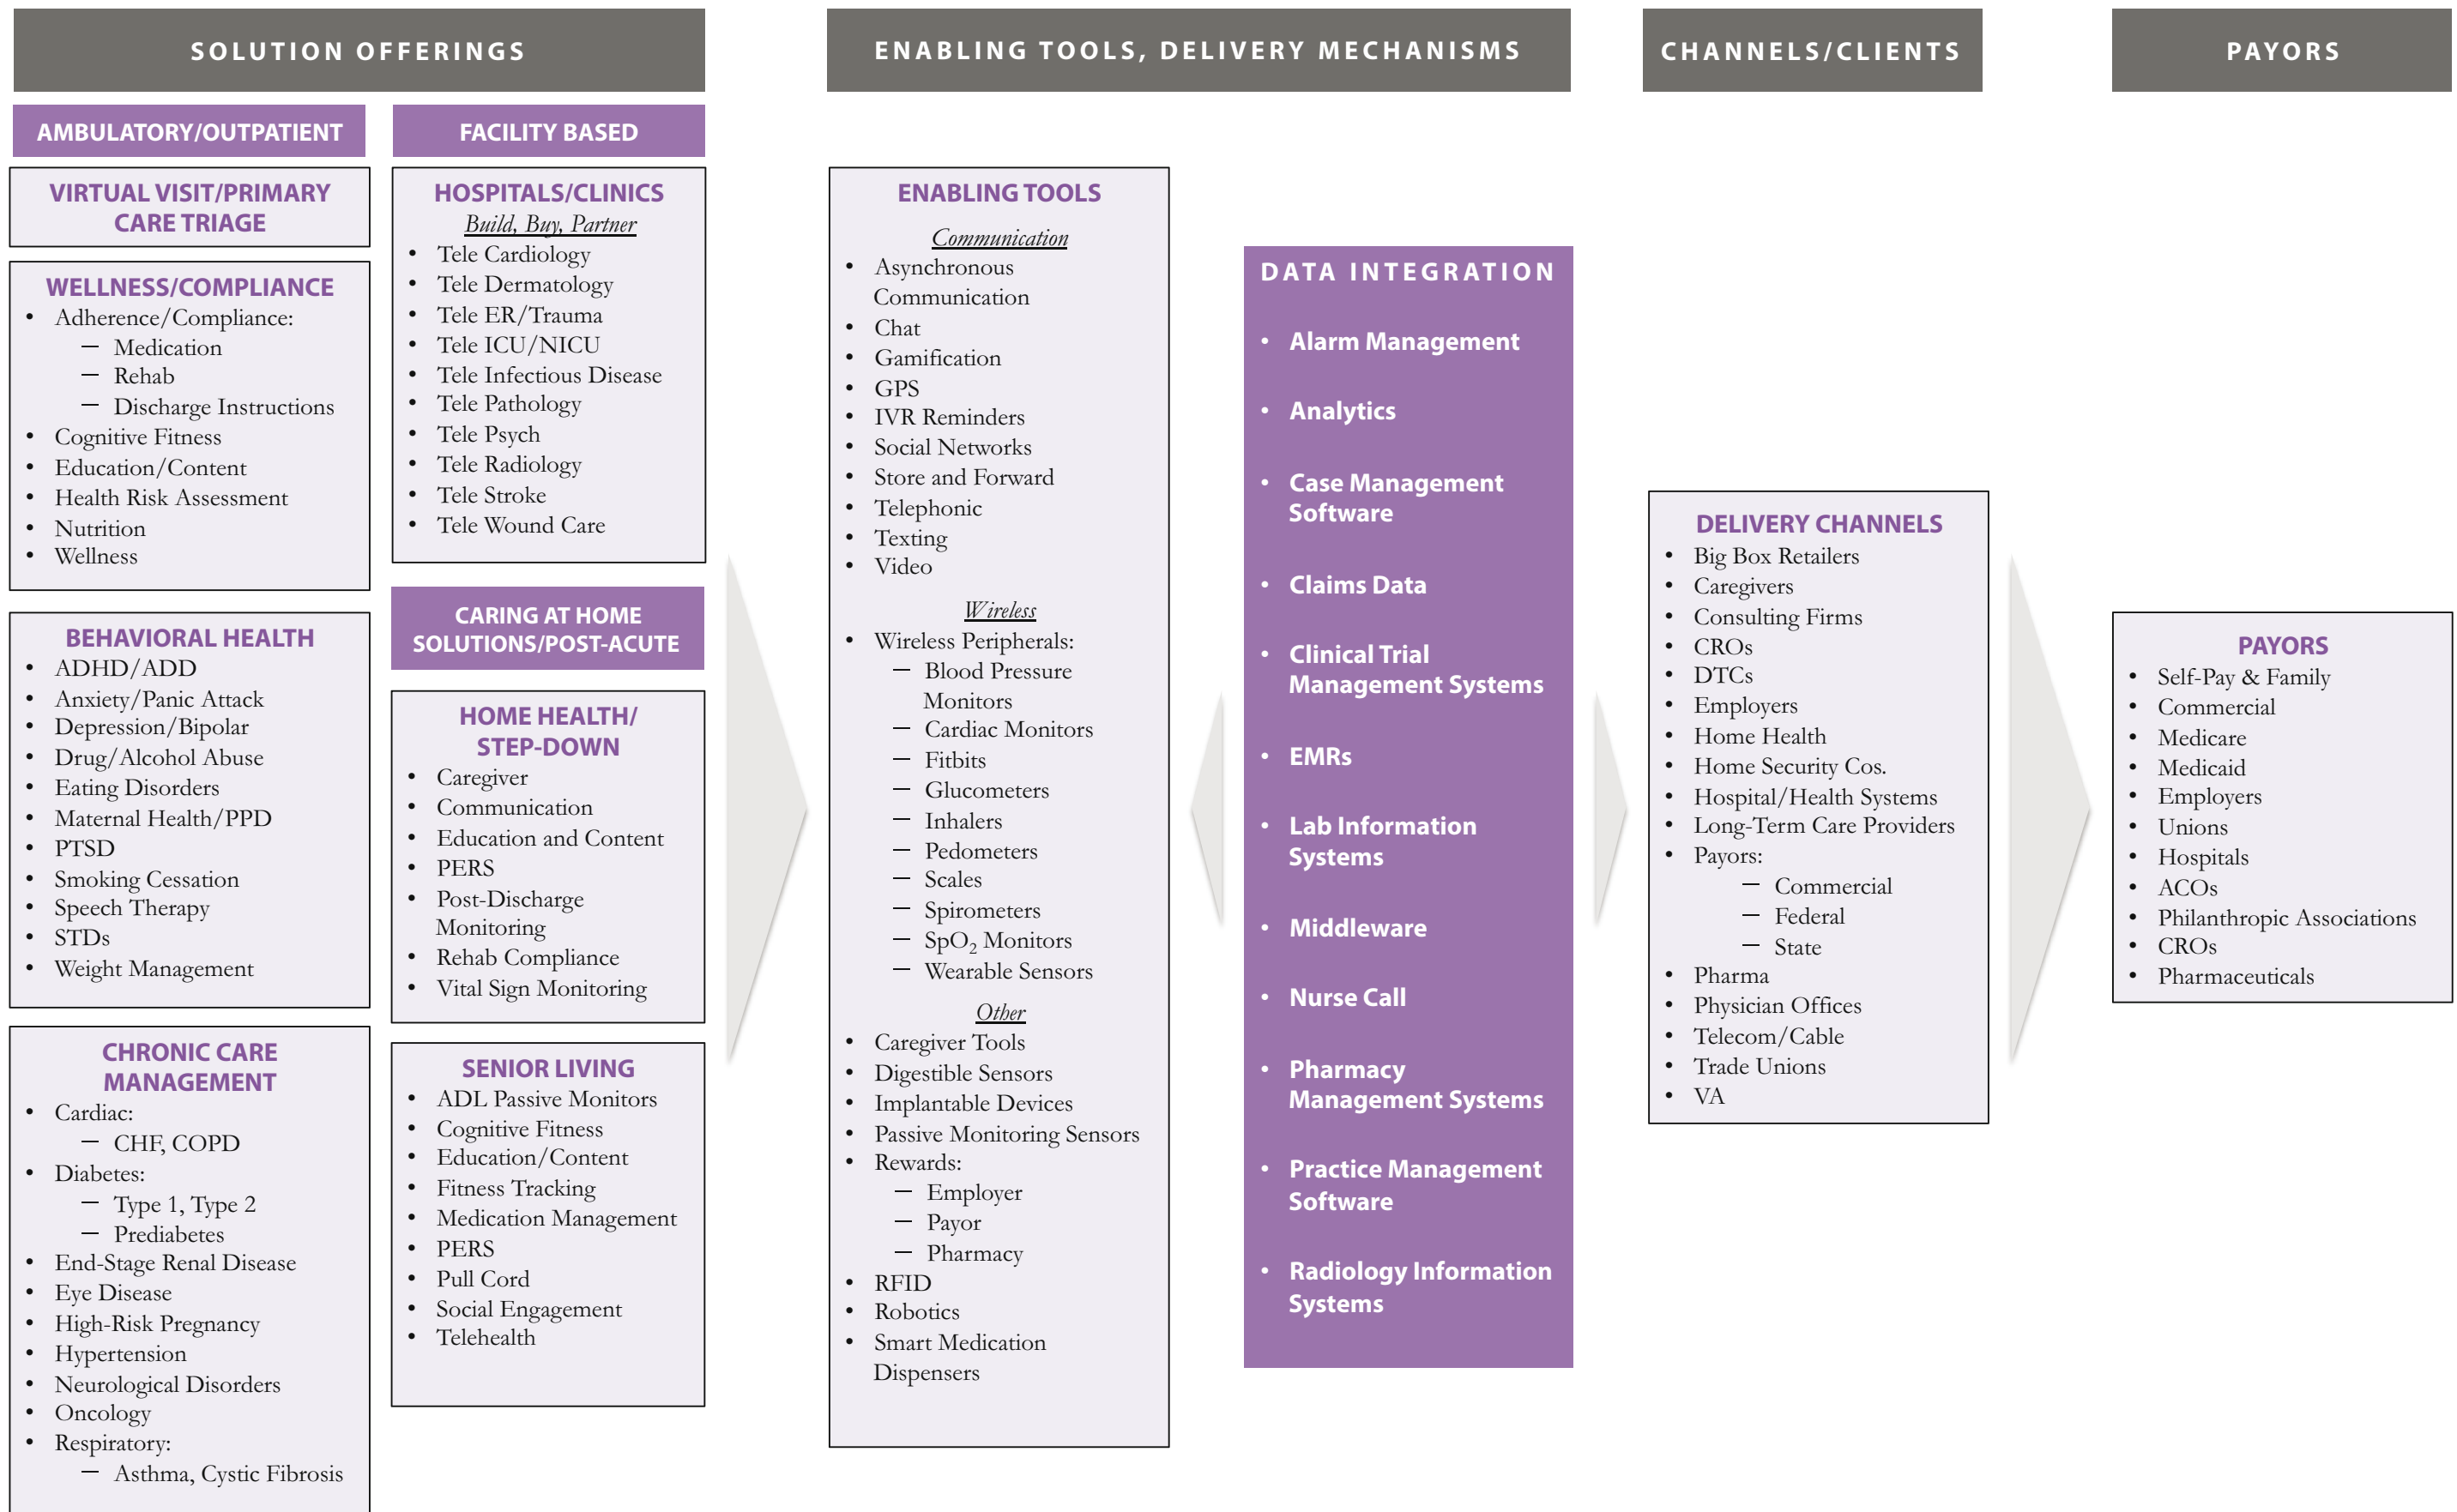 SOLUTION OFFERINGS
AMBULATORY/OUTPATIENT
VIRTUAL VISIT/PRIMARY
CARE TRIAGE
WELLNESS/COMPLIANCE
• Adherence/Compliance:
— Medication
— Rehab
— Discharge Instructions
• Cognitive Fitness
• Education/Content
• Health Risk Assessment
• Nutrition
• Wellness
BEHAVIORAL HEALTH
• ADHD/ADD
• Anxiety/Panic Attack
• Depression/Bipolar
• Drug/Alcohol Abuse
• Eating Disorders
• Maternal Health/PPD
• PTSD
• Smoking Cessation
• Speech Therapy
• STDs
• Weight Management
CHRONIC CARE
MANAGEMENT
• Cardiac:
— CHF, COPD
• Diabetes:
— Type 1, Type 2
— Prediabetes
• End-Stage Renal Disease
• Eye Disease
• High-Risk Pregnancy
• Hypertension
• Neurological Disorders
• Oncology
• Respiratory:
— Asthma, Cystic Fibrosis
FACILITY BASED
HOSPITALS/CLINICS
Build, Buy, Partner
• Tele Cardiology
• Tele Dermatology
• Tele ER/Trauma
• Tele ICU/NICU
• Tele Infectious Disease
• Tele Pathology
• Tele Psych
• Tele Radiology
• Tele Stroke
• Tele Wound Care
CARING AT HOME
SOLUTIONS/POST-ACUTE
HOME HEALTH/
STEP-DOWN
• Caregiver
• Communication
• Education and Content
• PERS
• Post-Discharge
Monitoring
• Rehab Compliance
• Vital Sign Monitoring
SENIOR LIVING
• ADL Passive Monitors
• Cognitive Fitness
• Education/Content
• Fitness Tracking
• Medication Management
• PERS
• Pull Cord
• Social Engagement
• Telehealth
ENABLING TOOLS, DELIVERY MECHANISMS
ENABLING TOOLS
Communication
• Asynchronous
Communication
• Chat
• Gamification
• GPS
• IVR Reminders
• Social Networks
• Store and Forward
• Telephonic
• Texting
• Video
Wireless
• Wireless Peripherals:
— Blood Pressure
Monitors
— Cardiac Monitors
— Fitbits
— Glucometers
— Inhalers
— Pedometers
— Scales
— Spirometers
— SpO₂ Monitors
— Wearable Sensors
Other
• Caregiver Tools
• Digestible Sensors
• Implantable Devices
• Passive Monitoring Sensors
• Rewards:
— Employer
— Payor
— Pharmacy
• RFID
• Robotics
• Smart Medication
Dispensers
DATA INTEGRATION
• Alarm Management
• Analytics
• Case Management
Software
• Claims Data
• Clinical Trial
Management Systems
• EMRs
• Lab Information
Systems
• Middleware
• Nurse Call
• Pharmacy
Management Systems
• Practice Management
Software
• Radiology Information
Systems
CHANNELS/CLIENTS
DELIVERY CHANNELS
• Big Box Retailers
• Caregivers
• Consulting Firms
• CROs
• DTCs
• Employers
• Home Health
• Home Security Cos.
• Hospital/Health Systems
• Long-Term Care Providers
• Payors:
— Commercial
— Federal
— State
• Pharma
• Physician Offices
• Telecom/Cable
• Trade Unions
• VA
PAYORS
PAYORS
• Self-Pay & Family
• Commercial
• Medicare
• Medicaid
• Employers
• Unions
• Hospitals
• ACOs
• Philanthropic Associations
• CROs
• Pharmaceuticals